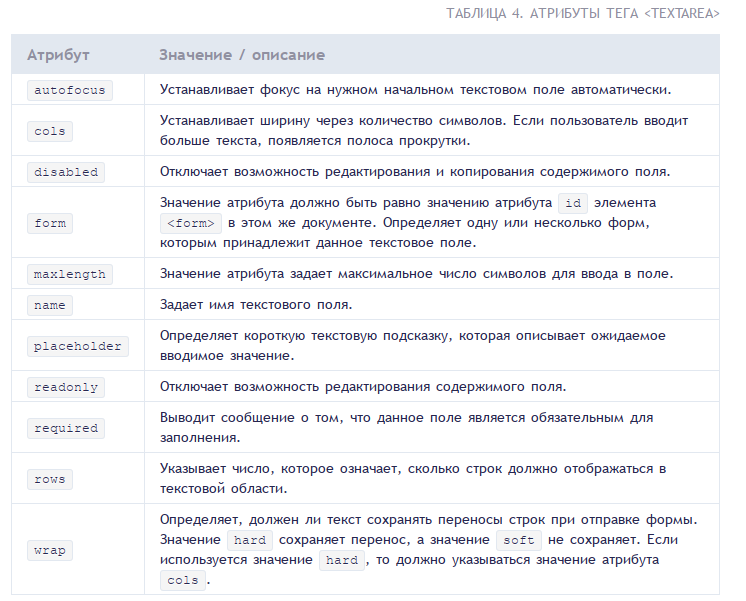 ТАБЛИЦА 4. АТРИБУТЫ ТЕГА <TEXTAREA>
Атрибут Значение / описание
autofocus Устанавливает фокус на нужном начальном текстовом поле автоматически.
cols Устанавливает ширину через количество символов. Если пользователь вводит
больше текста, появляется полоса прокрутки.
disabled Отключает возможность редактирования и копирования содержимого поля.
form Значение атрибута должно быть равно значению атрибута id элемента
<form> в этом же документе. Определяет одну или несколько форм,
которым принадлежит данное текстовое поле.
maxlength Значение атрибута задает максимальное число символов для ввода в поле.
name Задает имя текстового поля.
placeholder Определяет короткую текстовую подсказку, которая описывает ожидаемое
вводимое значение.
readonly Отключает возможность редактирования содержимого поля.
required Выводит сообщение о том, что данное поле является обязательным для
заполнения.
rows Указывает число, которое означает, сколько строк должно отображаться в
текстовой области.
wrap Определяет, должен ли текст сохранять переносы строк при отправке формы.
Значение hard сохраняет перенос, а значение soft не сохраняет. Если
используется значение hard , то должно указываться значение атрибута
cols .